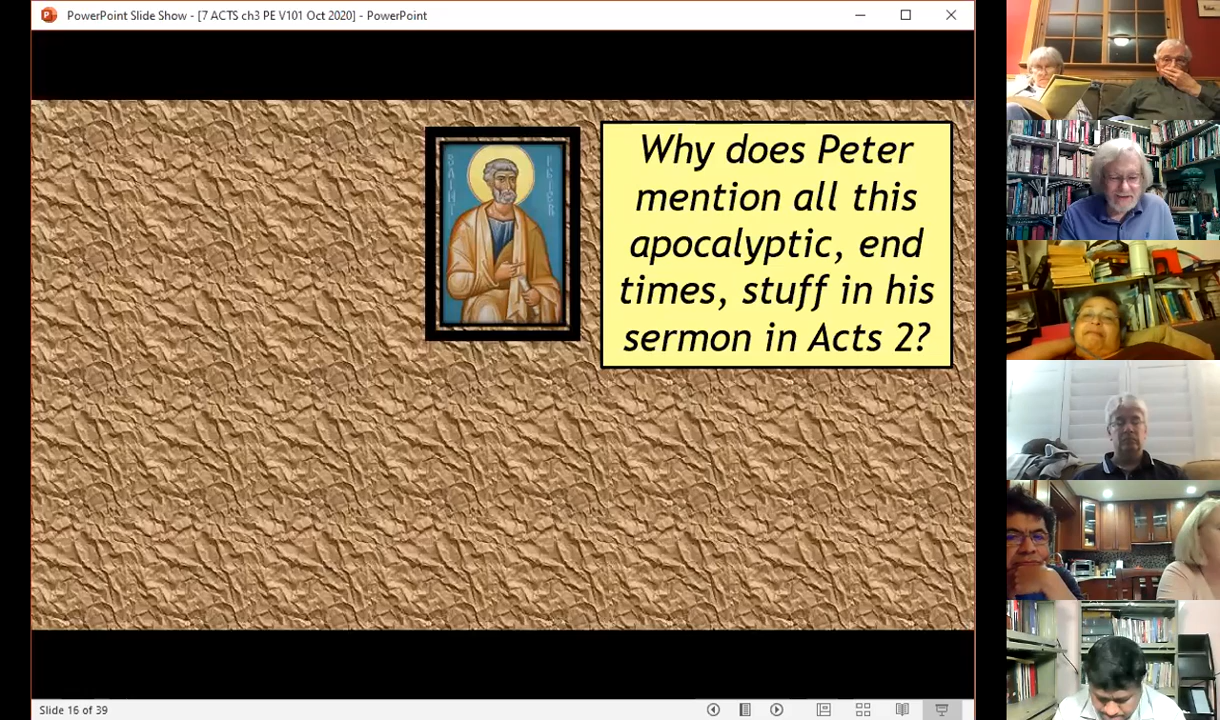 PowerPoint Slide Show - [7 ACTS ch3 PE V101 Oct 2020] - PowerPoint
Why does Peter
mention all this
apocalyptic, end
times, stuff in his
sermon in Acts 2?
Slide 16 of 39